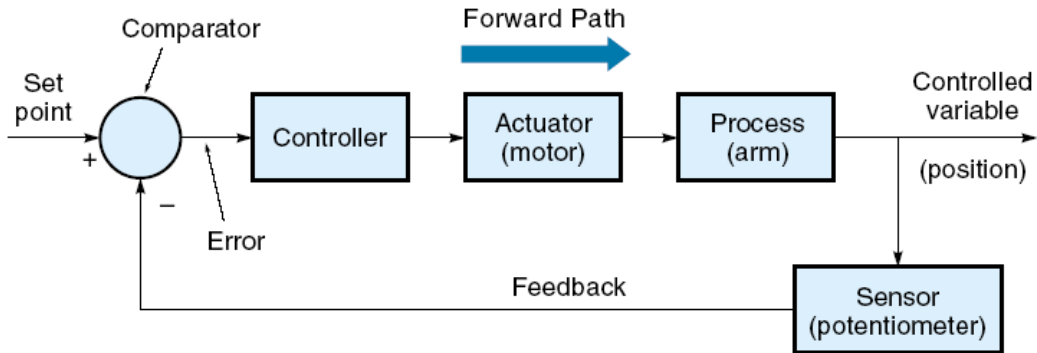 Forward Path
Comparator
Set
point
Controlled
variable
+
Controller
Actuator
(motor)
Process
(arm)
(position)
−
Error
Feedback
Sensor
(potentiometer)